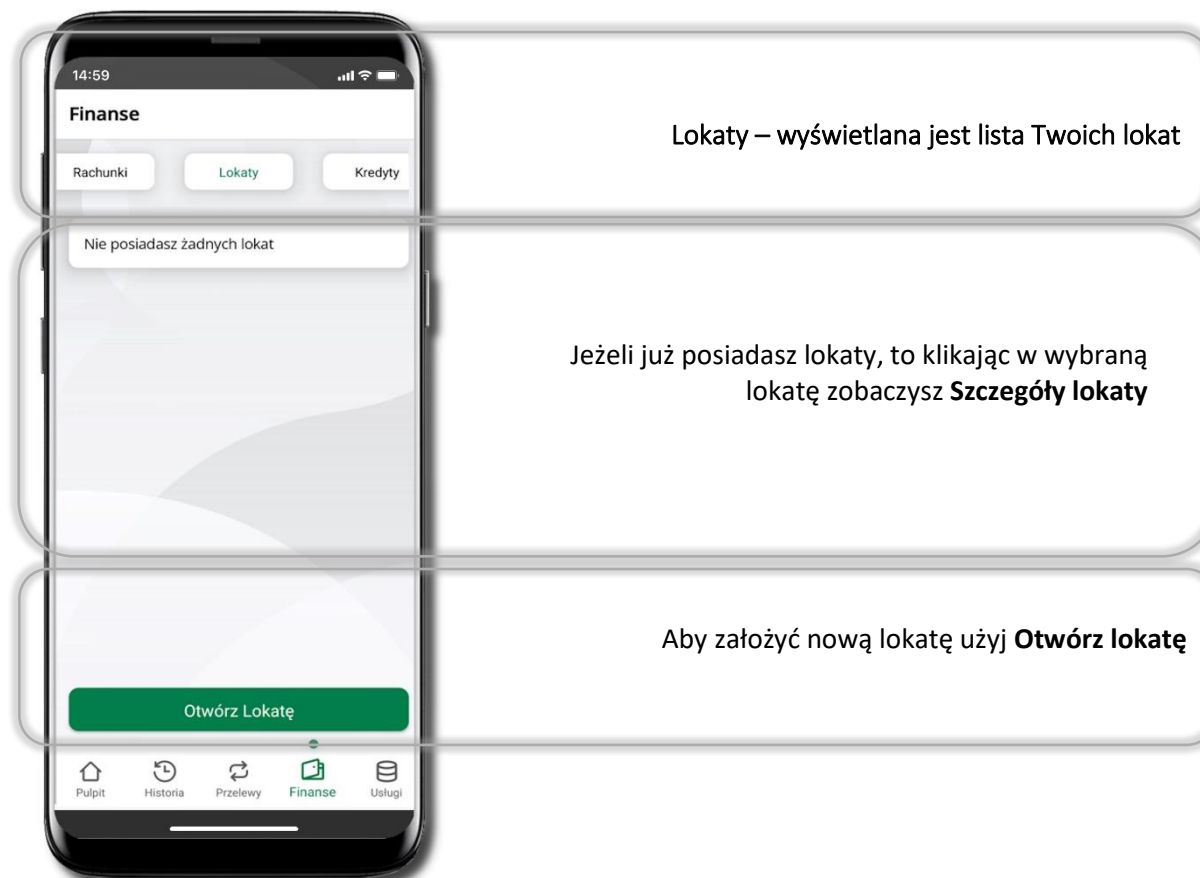 14:59
Finanse
Rachunki
Lokaty
Kredyty
Nie posiadasz żadnych lokat
Otwórz Lokatę
Pulpit
Historia
Przelewy
Finanse
Usługi
Lokaty – wyświetlana jest lista Twoich lokat
Jeżeli już posiadasz lokaty, to klikając w wybraną
lokatę zobaczysz Szczegóły lokaty
Aby założyć nową lokatę użyj Otwórz lokatę